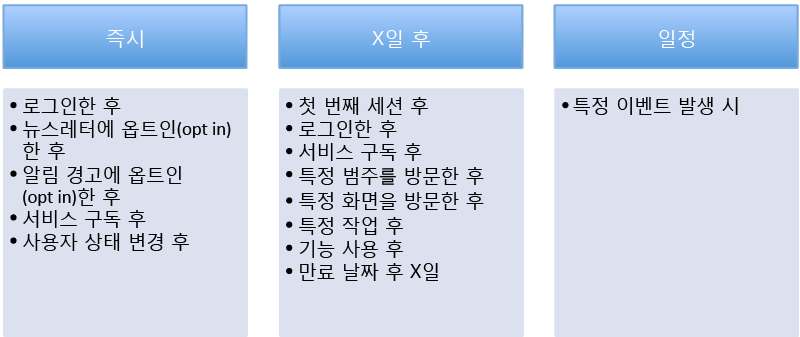 즉시
• 로그인한 후
• 뉴스레터에 옵트인(opt in)
한 후
• 알림 경고에 옵트인
(opt in)한 후
• 서비스 구독 후
• 사용자 상태 변경 후
X일 후
• 첫 번째 세션 후
• 로그인한 후
• 서비스 구독 후
• 특정 범주를 방문한 후
• 특정 화면을 방문한 후
• 특정 작업 후
• 기능 사용 후
• 만료 날짜 후 X일
일정
• 특정 이벤트 발생 시